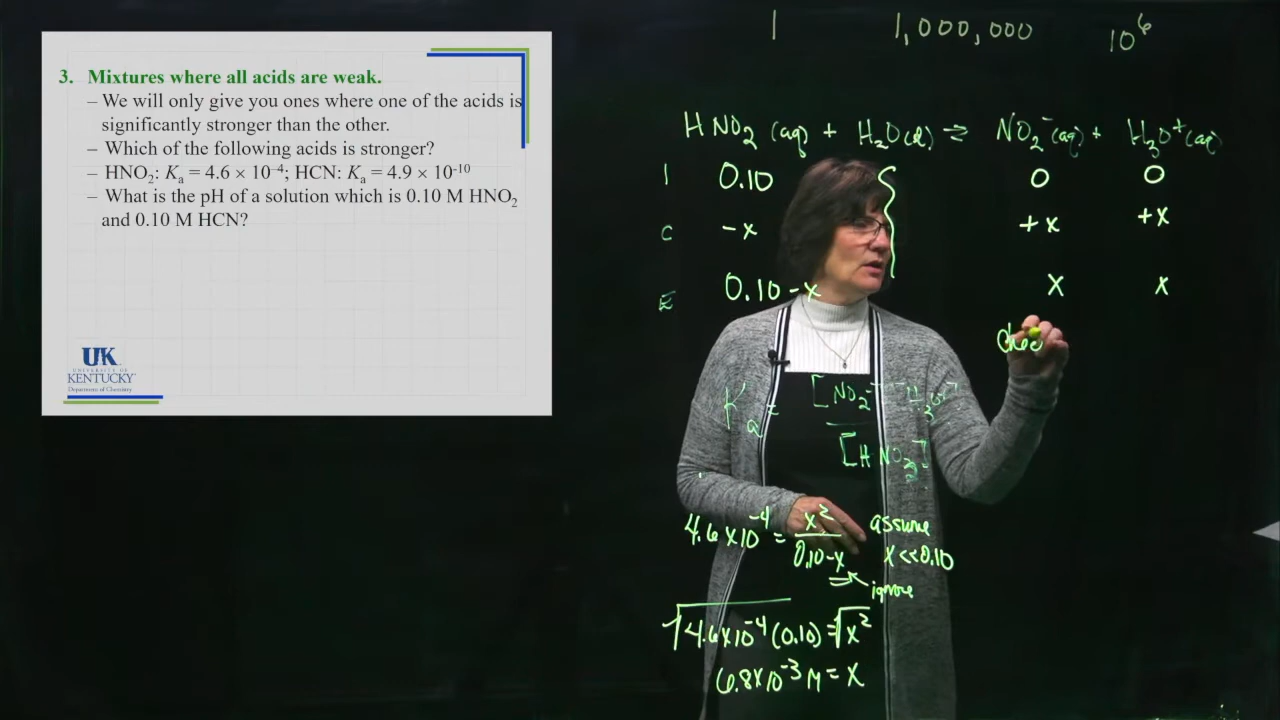 3. Mixtures where all acids are weak.
– We will only give you ones where one of the acids is
significantly stronger than the other.
– Which of the following acids is stronger?
– HNO₂: Kₐ = 4.6 × 10⁻⁴; HCN: Kₐ = 4.9 × 10⁻¹⁰
– What is the pH of a solution which is 0.10 M HNO₂
and 0.10 M HCN?
UK
UNIVERSITY OF
KENTUCKY
Department of Chemistry
1 1,000,000 10⁶
HNO₂ (aq) + H₂O(l) ⇌ NO₂⁻(aq) + H₃O⁺(aq)
I 0.10 0 0
C -x +x +x
E 0.10-x x x
Chec
Kₐ = [NO₂⁻][H₃O⁺]
[HNO₂]
4.6 x 10⁻⁴ = x² assume
0.10-x x<<0.10
ignore
√4.6x10⁻⁴(0.10) = √x²
6.8x10⁻³ M = x